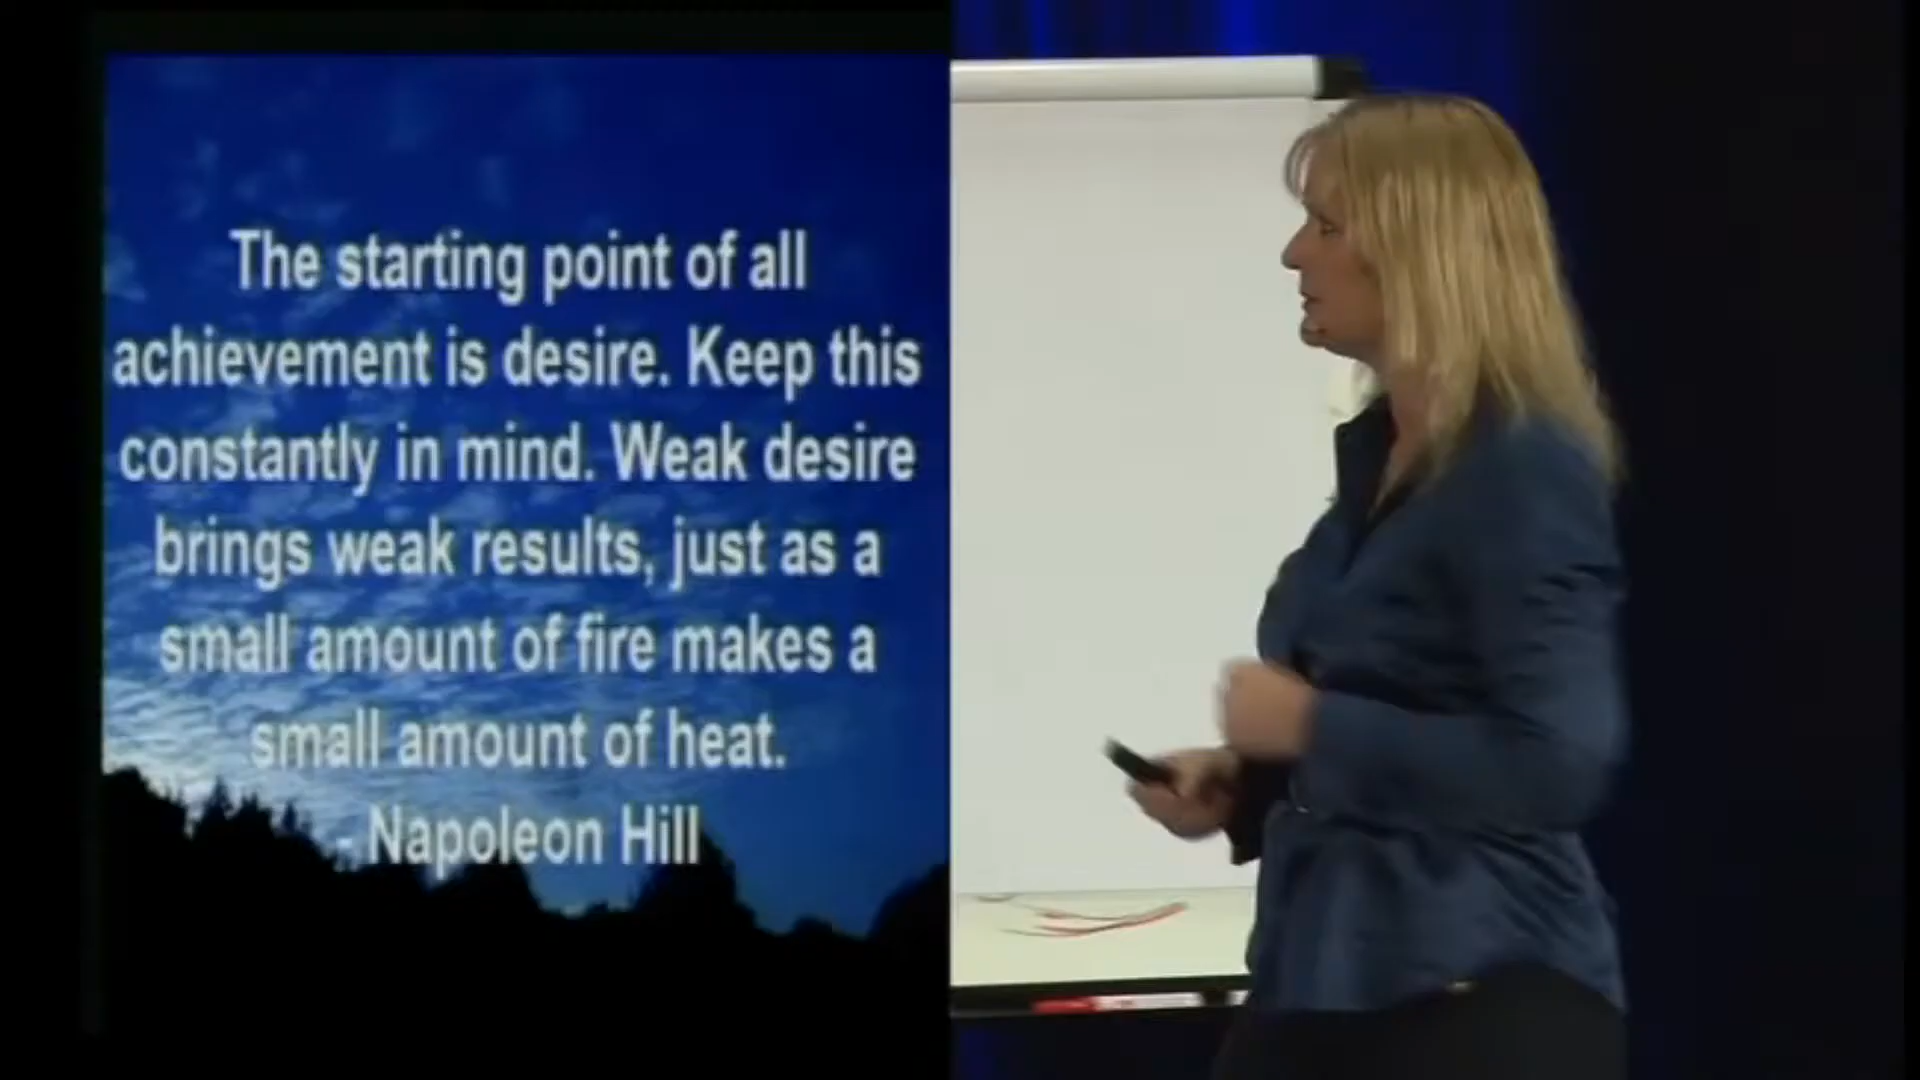 The starting point of all
achievement is desire. Keep this
constantly in mind. Weak desire
brings weak results, just as a
small amount of fire makes a
small amount of heat.
- Napoleon Hill